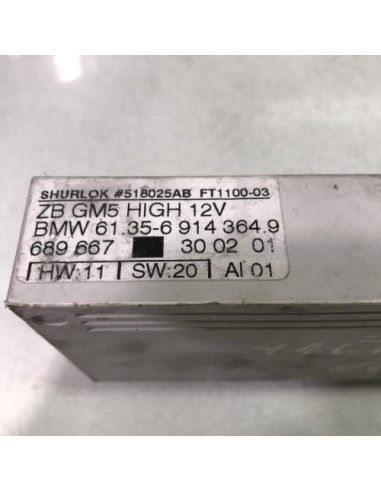 SHURLOK #518025AB FT1100-03
ZB GM5 HIGH 12V
BMW 61.35-6 914 364.9
689 667 30 02 01
HW:11 SW:20 AI 01